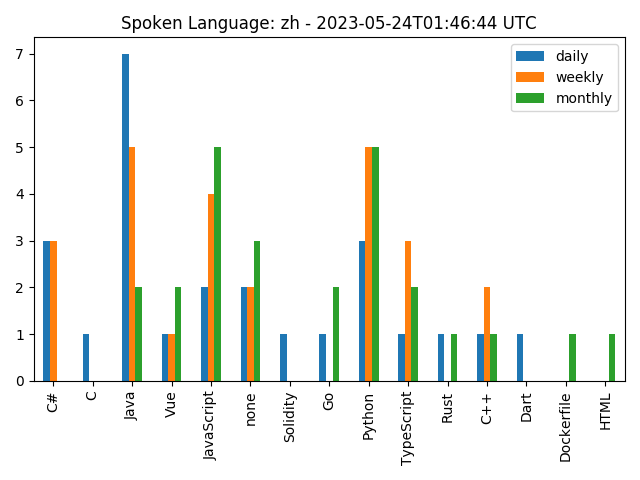 Spoken Language: zh - 2023-05-24T01:46:44 UTC
daily
weekly
monthly
7
6
5
4
3
2
1
0
C#
C
Java
Vue
JavaScript
none
Solidity
Go
Python
TypeScript
Rust
C++
Dart
Dockerfile
HTML